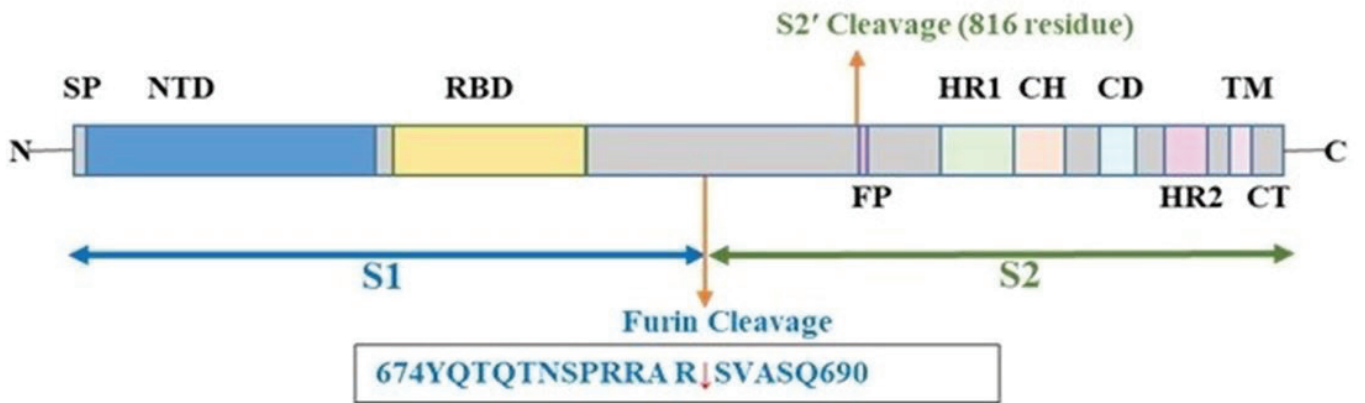 S2′ Cleavage (816 residue)
SP NTD RBD HR1 CH CD TM
N C
FP HR2 CT
S1 S2
Furin Cleavage
674YQTQTNSPRRA R↓SVASQ690